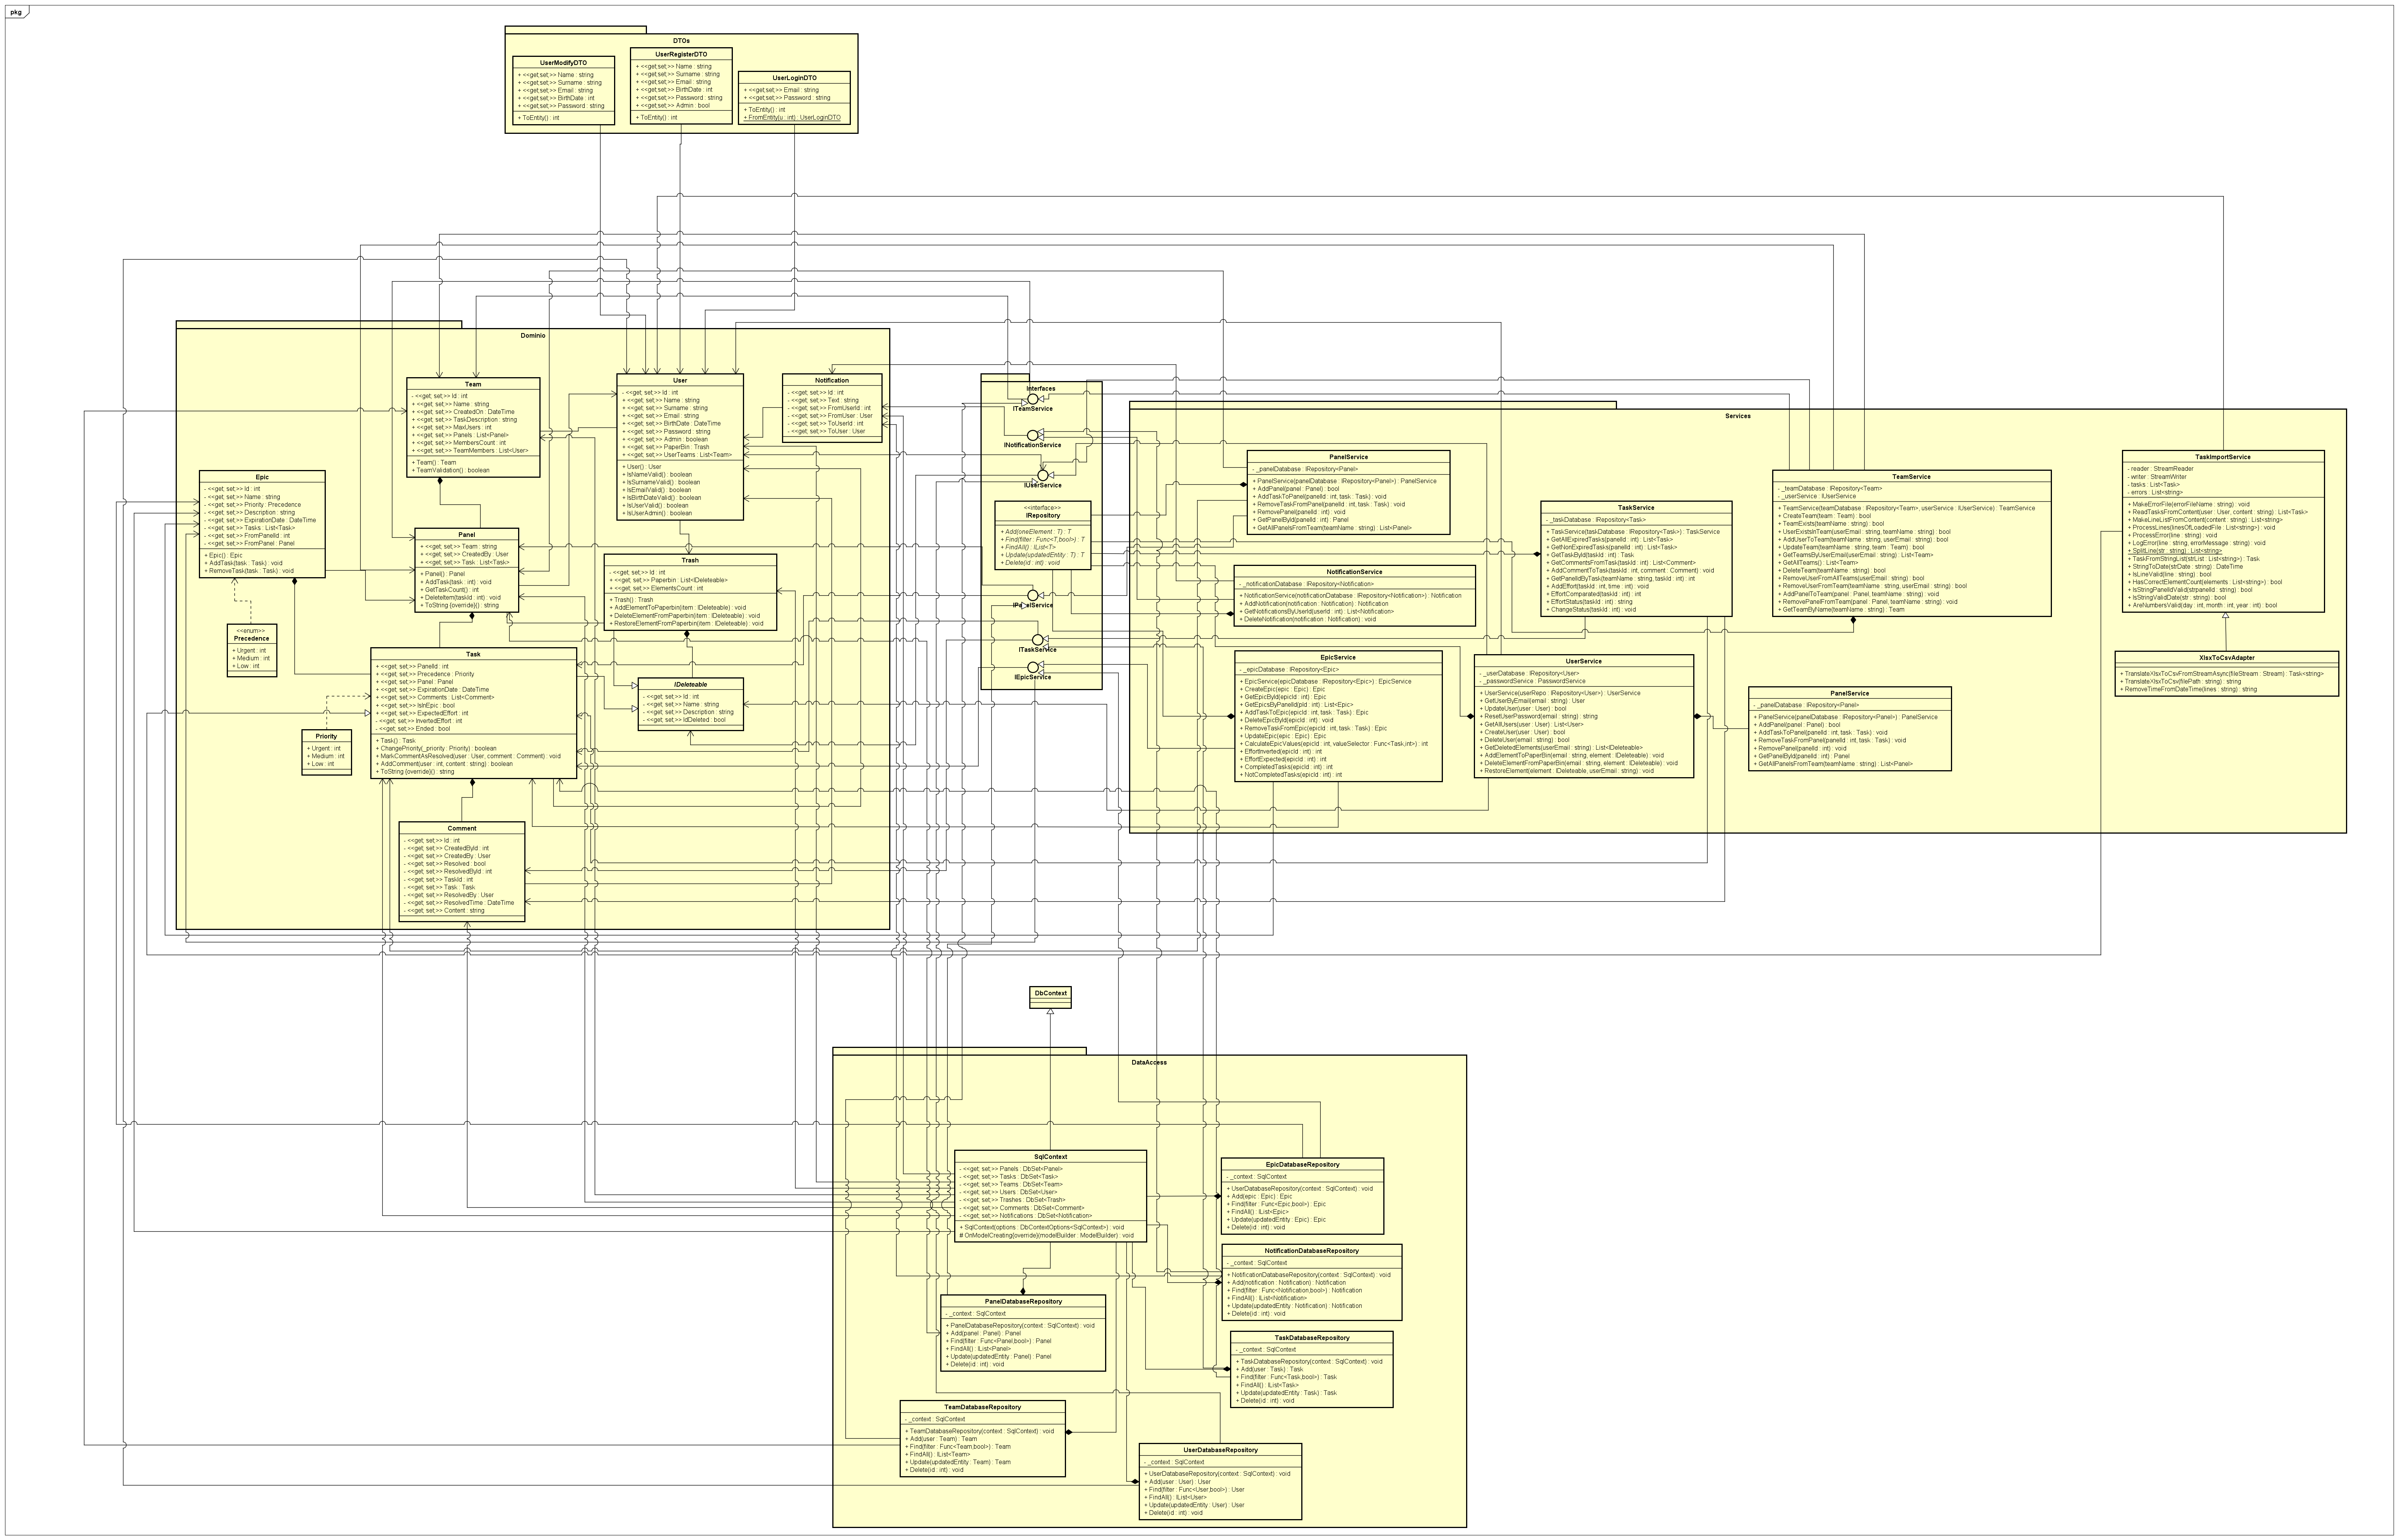 pkg
DTOs
UserModifyDTO
+ <<get;set;>> Name : string
+ <<get;set;>> Surname : string
+ <<get;set;>> Email : string
+ <<get;set;>> BirthDate : int
+ <<get;set;>> Password : string
+ ToEntity() : int
UserRegisterDTO
+ <<get;set;>> Name : string
+ <<get;set;>> Surname : string
+ <<get;set;>> Email : string
+ <<get;set;>> BirthDate : int
+ <<get;set;>> Password : string
+ <<get;set;>> Admin : bool
+ ToEntity() : int
UserLoginDTO
+ <<get;set;>> Email : string
+ <<get;set;>> Password : string
+ ToEntity() : int
+ FromEntity(u : int) : UserLoginDTO
Dominio
Team
- <<get; set;>> Id : int
+ <<get; set;>> Name : string
+ <<get; set;>> CreatedOn : DateTime
+ <<get; set;>> TaskDescription : string
+ <<get; set;>> MaxUsers : int
+ <<get; set;>> Panels : List<Panel>
+ <<get; set;>> MembersCount : int
+ <<get; set;>> TeamMembers : List<User>
+ Team() : Team
+ TeamValidation() : boolean
User
- <<get; set;>> Id : int
+ <<get; set;>> Name : string
+ <<get; set;>> Surname : string
+ <<get; set;>> Email : string
+ <<get; set;>> BirthDate : DateTime
+ <<get; set;>> Password : string
+ <<get; set;>> Admin : boolean
+ <<get; set;>> PaperBin : Trash
+ <<get; set;>> UserTeams : List<Team>
+ User() : User
+ IsNameValid() : boolean
+ IsSurnameValid() : boolean
+ IsEmailValid() : boolean
+ IsBirthDateValid() : boolean
+ IsUserValid() : boolean
+ IsUserAdmin() : boolean
Notification
- <<get; set;>> Id : int
- <<get; set;>> Text : string
- <<get; set;>> FromUserId : int
- <<get; set;>> FromUser : User
- <<get; set;>> ToUserId : int
- <<get; set;>> ToUser : User
Epic
- <<get; set;>> Id : int
- <<get; set;>> Name : string
- <<get; set;>> Priority : Precedence
- <<get; set;>> Description : string
- <<get; set;>> ExpirationDate : DateTime
- <<get; set;>> Tasks : List<Task>
- <<get; set;>> FromPanelId : int
- <<get; set;>> FromPanel : Panel
+ Epic() : Epic
+ AddTask(task : Task) : void
+ RemoveTask(task : Task) : void
Panel
+ <<get; set;>> Team : string
+ <<get; set;>> CreatedBy : User
+ <<get; set;>> Task : List<Task>
+ Panel() : Panel
+ AddTask(task : int) : void
+ GetTaskCount() : int
+ DeleteItem(taskId : int) : void
+ ToString {override}() : string
Trash
- <<get; set;>> Id : int
+ <<get; set;>> Paperbin : List<IDeleteable>
+ <<get; set;>> ElementsCount : int
+ Trash() : Trash
+ AddElementToPaperbin(item : IDeleteable) : void
+ DeleteElementFromPaperbin(item : IDeleteable) : void
+ RestoreElementFromPaperbin(item : IDeleteable) : void
<<enum>>
Precedence
+ Urgent : int
+ Medium : int
+ Low : int
Task
+ <<get; set;>> PanelId : int
+ <<get; set;>> Precedence : Priority
+ <<get; set;>> Panel : Panel
+ <<get; set;>> ExpirationDate : DateTime
+ <<get; set;>> Comments : List<Comment>
+ <<get; set;>> IsInEpic : bool
+ <<get; set;>> ExpectedEffort : int
- <<get; set;>> InvertedEffort : int
- <<get; set;>> Ended : bool
+ Task() : Task
+ ChangePriority(_priority : Priority) : boolean
+ MarkCommentAsResolved(user : User, comment : Comment) : void
+ AddComment(user : int, content : string) : boolean
+ ToString {override}() : string
IDeleteable
- <<get; set;>> Id : int
- <<get; set;>> Name : string
- <<get; set;>> Description : string
- <<get; set;>> IdDeleted : bool
Priority
+ Urgent : int
+ Medium : int
+ Low : int
Comment
- <<get; set;>> Id : int
- <<get; set;>> CreatedById : int
- <<get; set;>> CreatedBy : User
- <<get; set;>> Resolved : bool
- <<get; set;>> ResolvedById : int
- <<get; set;>> TaskId : int
- <<get; set;>> Task : Task
- <<get; set;>> ResolvedBy : User
- <<get; set;>> ResolvedTime : DateTime
- <<get; set;>> Content : string
Interfaces
ITeamService
INotificationService
IUserService
<<interface>>
IRepository
+ Add(oneElement : T) : T
+ Find(filter : Func<T,bool>) : T
+ FindAll() : IList<T>
+ Update(updatedEntity : T) : T
+ Delete(id : int) : void
IPanelService
ITaskService
IEpicService
Services
PanelService
- _panelDatabase : IRepository<Panel>
+ PanelService(panelDatabase : IRepository<Panel>) : PanelService
+ AddPanel(panel : Panel) : bool
+ AddTaskToPanel(panelId : int, task : Task) : void
+ RemoveTaskFromPanel(panelId : int, task : Task) : void
+ RemovePanel(panelId : int) : void
+ GetPanelById(panelId : int) : Panel
+ GetAllPanelsFromTeam(teamName : string) : List<Panel>
NotificationService
- _notificationDatabase : IRepository<Notification>
+ NotificationService(notificationDatabase : IRepository<Notification>) : Notification
+ AddNotification(notification : Notification) : Notification
+ GetNotificationsByUserId(userId : int) : List<Notification>
+ DeleteNotification(notification : Notification) : void
TaskService
- _taskDatabase : IRepository<Task>
+ TaskService(taskDatabase : IRepository<Task>) : TaskService
+ GetAllExpiredTasks(panelId : int) : List<Task>
+ GetNonExpiredTasks(panelId : int) : List<Task>
+ GetTaskById(taskId : int) : Task
+ GetCommentsFromTask(taskId : int) : List<Comment>
+ AddCommentToTask(taskId : int, comment : Comment) : void
+ GetPanelIdByTask(teamName : string, taskId : int) : int
+ AddEffort(taskId : int, time : int) : void
+ EffortComparated(taskId : int) : int
+ EffortStatus(taskId : int) : string
+ ChangeStatus(taskId : int) : void
TeamService
- _teamDatabase : IRepository<Team>
- _userService : IUserService
+ TeamService(teamDatabase : IRepository<Team>, userService : IUserService) : TeamService
+ CreateTeam(team : Team) : bool
+ TeamExists(teamName : string) : bool
+ UserExistsInTeam(userEmail : string, teamName : string) : bool
+ AddUserToTeam(teamName : string, userEmail : string) : bool
+ UpdateTeam(teamName : string, team : Team) : bool
+ GetTeamsByUserEmail(userEmail : string) : List<Team>
+ GetAllTeams() : List<Team>
+ DeleteTeam(teamName : string) : bool
+ RemoveUserFromAllTeams(userEmail : string) : bool
+ RemoveUserFromTeam(teamName : string, userEmail : string) : bool
+ AddPanelToTeam(panel : Panel, teamName : string) : void
+ RemovePanelFromTeam(panel : Panel, teamName : string) : void
+ GetTeamByName(teamName : string) : Team
TaskImportService
- reader : StreamReader
- writer : StreamWriter
- tasks : List<Task>
- errors : List<string>
+ MakeErrorFile(errorFileName : string) : void
+ ReadTasksFromContent(user : User, content : string) : List<Task>
+ MakeLineListFromContent(content : string) : List<string>
+ ProcessLines(linesOfLoadedFile : List<string>) : void
+ ProcessError(line : string) : void
+ LogError(line : string, errorMessage : string) : void
+ SplitLine(str : string) : List<string>
+ TaskFromStringList(strList : List<string>) : Task
+ StringToDate(strDate : string) : DateTime
+ IsLineValid(line : string) : bool
+ HasCorrectElementCount(elements : List<string>) : bool
+ IsStringPanelIdValid(strpanelId : string) : bool
+ IsStringValidDate(str : string) : bool
+ AreNumbersValid(day : int, month : int, year : int) : bool
XlsxToCsvAdapter
+ TranslateXlsxToCsvFromStreamAsync(fileStream : Stream) : Task<string>
+ TranslateXlsxToCsv(filePath : string) : string
+ RemoveTimeFromDateTime(lines : string) : string
EpicService
- _epicDatabase : IRepository<Epic>
+ EpicService(epicDatabase : IRepository<Epic>) : EpicService
+ CreateEpic(epic : Epic) : Epic
+ GetEpicById(epicId : int) : Epic
+ GetEpicsByPanelId(pId : int) : List<Epic>
+ AddTaskToEpic(epicId : int, task : Task) : Epic
+ DeleteEpicById(epicId : int) : void
+ RemoveTaskFromEpic(epicId : int, task : Task) : Epic
+ UpdateEpic(epic : Epic) : Epic
+ CalculateEpicValues(epicId : int, valueSelector : Func<Task,int>) : int
+ EffortInverted(epicId : int) : int
+ EffortExpected(epicId : int) : int
+ CompletedTasks(epicId : int) : int
+ NotCompletedTasks(epicId : int) : int
UserService
- _userDatabase : IRepository<User>
- _passwordService : PasswordService
+ UserService(userRepo : IRepository<User>) : UserService
+ GetUserByEmail(email : string) : User
+ UpdateUser(user : User) : bool
+ ResetUserPassword(email : string) : string
+ GetAllUsers(user : User) : List<User>
+ CreateUser(user : User) : bool
+ DeleteUser(email : string) : bool
+ GetDeletedElements(userEmail : string) : List<IDeleteable>
+ AddElementToPaperBin(email : string, element : IDeleteable) : void
+ DeleteElementFromPaperBin(email : string, element : IDeleteable) : void
+ RestoreElement(element : IDeleteable, userEmail : string) : void
PanelService
- _panelDatabase : IRepository<Panel>
+ PanelService(panelDatabase : IRepository<Panel>) : PanelService
+ AddPanel(panel : Panel) : bool
+ AddTaskToPanel(panelId : int, task : Task) : void
+ RemoveTaskFromPanel(panelId : int, task : Task) : void
+ RemovePanel(panelId : int) : void
+ GetPanelById(panelId : int) : Panel
+ GetAllPanelsFromTeam(teamName : string) : List<Panel>
DbContext
DataAccess
SqlContext
- <<get; set;>> Panels : DbSet<Panel>
- <<get; set;>> Tasks : DbSet<Task>
- <<get; set;>> Teams : DbSet<Team>
- <<get; set;>> Users : DbSet<User>
- <<get; set;>> Trashes : DbSet<Trash>
- <<get; set;>> Comments : DbSet<Comment>
- <<get; set;>> Notifications : DbSet<Notification>
+ SqlContext(options : DbContextOptions<SqlContext>) : void
# OnModelCreating{override}(modelBuilder : ModelBuilder) : void
EpicDatabaseRepository
- _context : SqlContext
+ UserDatabaseRepository(context : SqlContext) : void
+ Add(epic : Epic) : Epic
+ Find(filter : Func<Epic,bool>) : Epic
+ FindAll() : IList<Epic>
+ Update(updatedEntity : Epic) : Epic
+ Delete(id : int) : void
NotificationDatabaseRepository
- _context : SqlContext
+ NotificationDatabaseRepository(context : SqlContext) : void
+ Add(notification : Notification) : Notification
+ Find(filter : Func<Notification,bool>) : Notification
+ FindAll() : IList<Notification>
+ Update(updatedEntity : Notification) : Notification
+ Delete(id : int) : void
PanelDatabaseRepository
- _context : SqlContext
+ PanelDatabaseRepository(context : SqlContext) : void
+ Add(panel : Panel) : Panel
+ Find(filter : Func<Panel,bool>) : Panel
+ FindAll() : IList<Panel>
+ Update(updatedEntity : Panel) : Panel
+ Delete(id : int) : void
TaskDatabaseRepository
- _context : SqlContext
+ TaskDatabaseRepository(context : SqlContext) : void
+ Add(user : Task) : Task
+ Find(filter : Func<Task,bool>) : Task
+ FindAll() : IList<Task>
+ Update(updatedEntity : Task) : Task
+ Delete(id : int) : void
TeamDatabaseRepository
- _context : SqlContext
+ TeamDatabaseRepository(context : SqlContext) : void
+ Add(user : Team) : Team
+ Find(filter : Func<Team,bool>) : Team
+ FindAll() : IList<Team>
+ Update(updatedEntity : Team) : Team
+ Delete(id : int) : void
UserDatabaseRepository
- _context : SqlContext
+ UserDatabaseRepository(context : SqlContext) : void
+ Add(user : User) : User
+ Find(filter : Func<User,bool>) : User
+ FindAll() : IList<User>
+ Update(updatedEntity : User) : User
+ Delete(id : int) : void